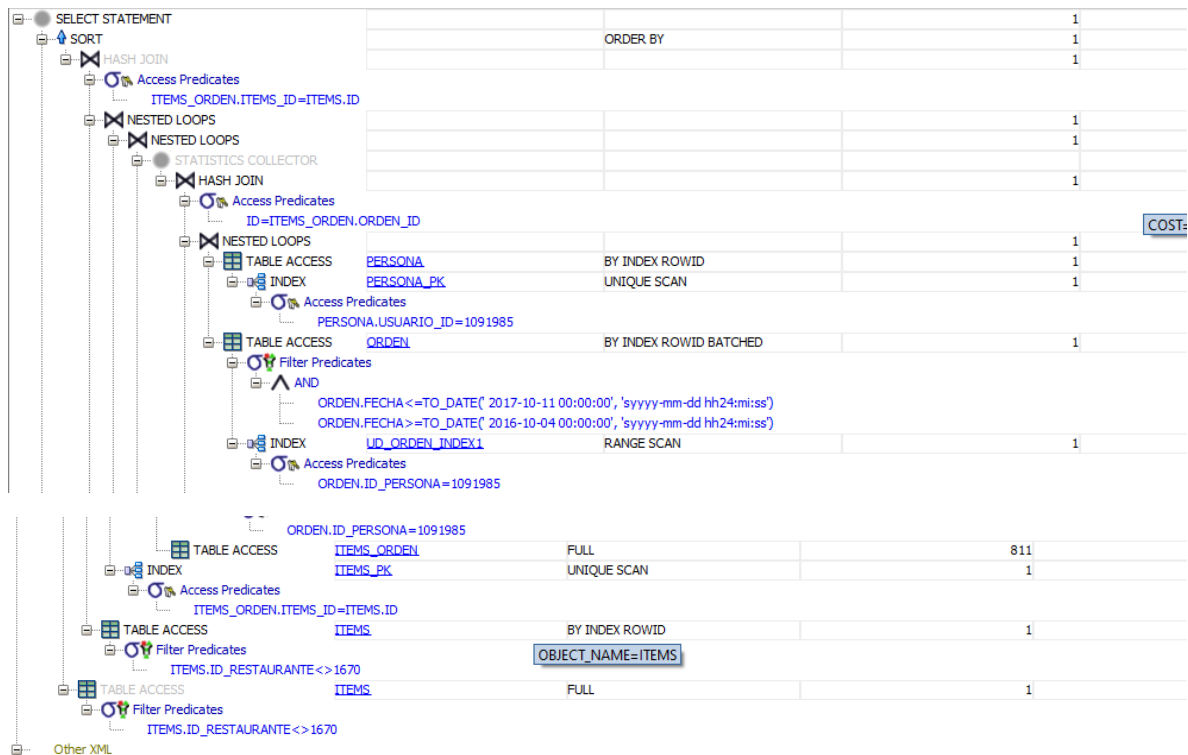 SELECT STATEMENT 1
SORT ORDER BY 1
HASH JOIN 1
Access Predicates
ITEMS_ORDEN.ITEMS_ID=ITEMS.ID
NESTED LOOPS 1
NESTED LOOPS 1
STATISTICS COLLECTOR
HASH JOIN 1
Access Predicates
ID=ITEMS_ORDEN.ORDEN_ID
COST=
NESTED LOOPS 1
TABLE ACCESS PERSONA BY INDEX ROWID 1
INDEX PERSONA_PK UNIQUE SCAN 1
Access Predicates
PERSONA.USUARIO_ID=1091985
TABLE ACCESS ORDEN BY INDEX ROWID BATCHED 1
Filter Predicates
AND
ORDEN.FECHA<=TO_DATE(' 2017-10-11 00:00:00', 'syyyy-mm-dd hh24:mi:ss')
ORDEN.FECHA>=TO_DATE(' 2016-10-04 00:00:00', 'syyyy-mm-dd hh24:mi:ss')
INDEX UD_ORDEN_INDEX1 RANGE SCAN 1
Access Predicates
ORDEN.ID_PERSONA=1091985
ORDEN.ID_PERSONA=1091985
TABLE ACCESS ITEMS_ORDEN FULL 811
INDEX ITEMS_PK UNIQUE SCAN 1
Access Predicates
ITEMS_ORDEN.ITEMS_ID=ITEMS.ID
TABLE ACCESS ITEMS BY INDEX ROWID 1
Filter Predicates
OBJECT_NAME=ITEMS
ITEMS.ID_RESTAURANTE<>1670
TABLE ACCESS ITEMS FULL 1
Filter Predicates
ITEMS.ID_RESTAURANTE<>1670
Other XML